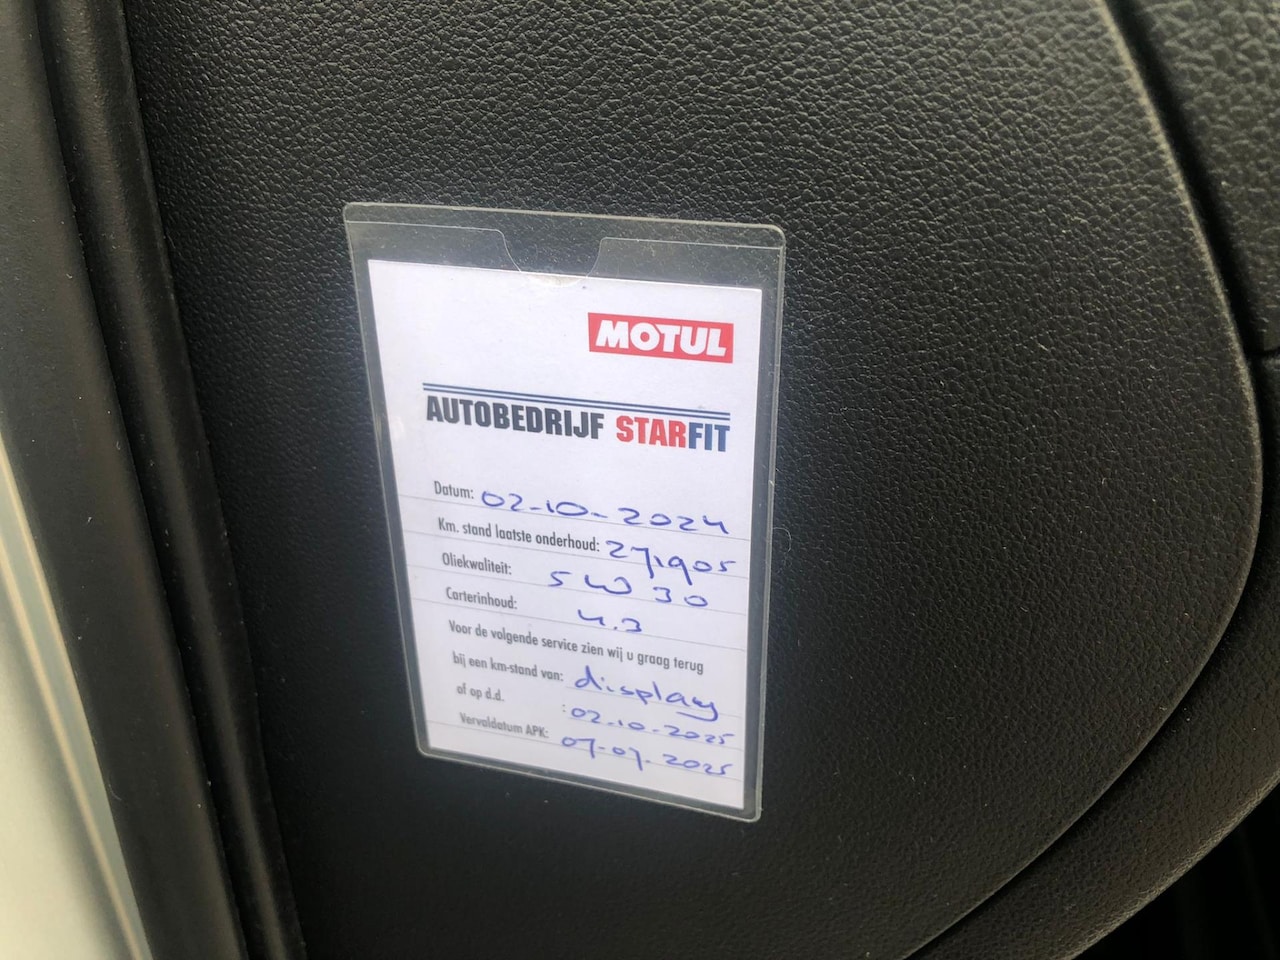 MOTUL
AUTOBEDRIJF STARFIT
Datum: 02-10-2024
Km. stand laatste onderhoud: 271905
Oliekwaliteit: 5W30
Carterinhoud: 4.3
Voor de volgende service zien wij u graag terug
bij een km-stand van: display
of op d.d. : 02-10-2025
Vervaldatum APK: 07-07-2025